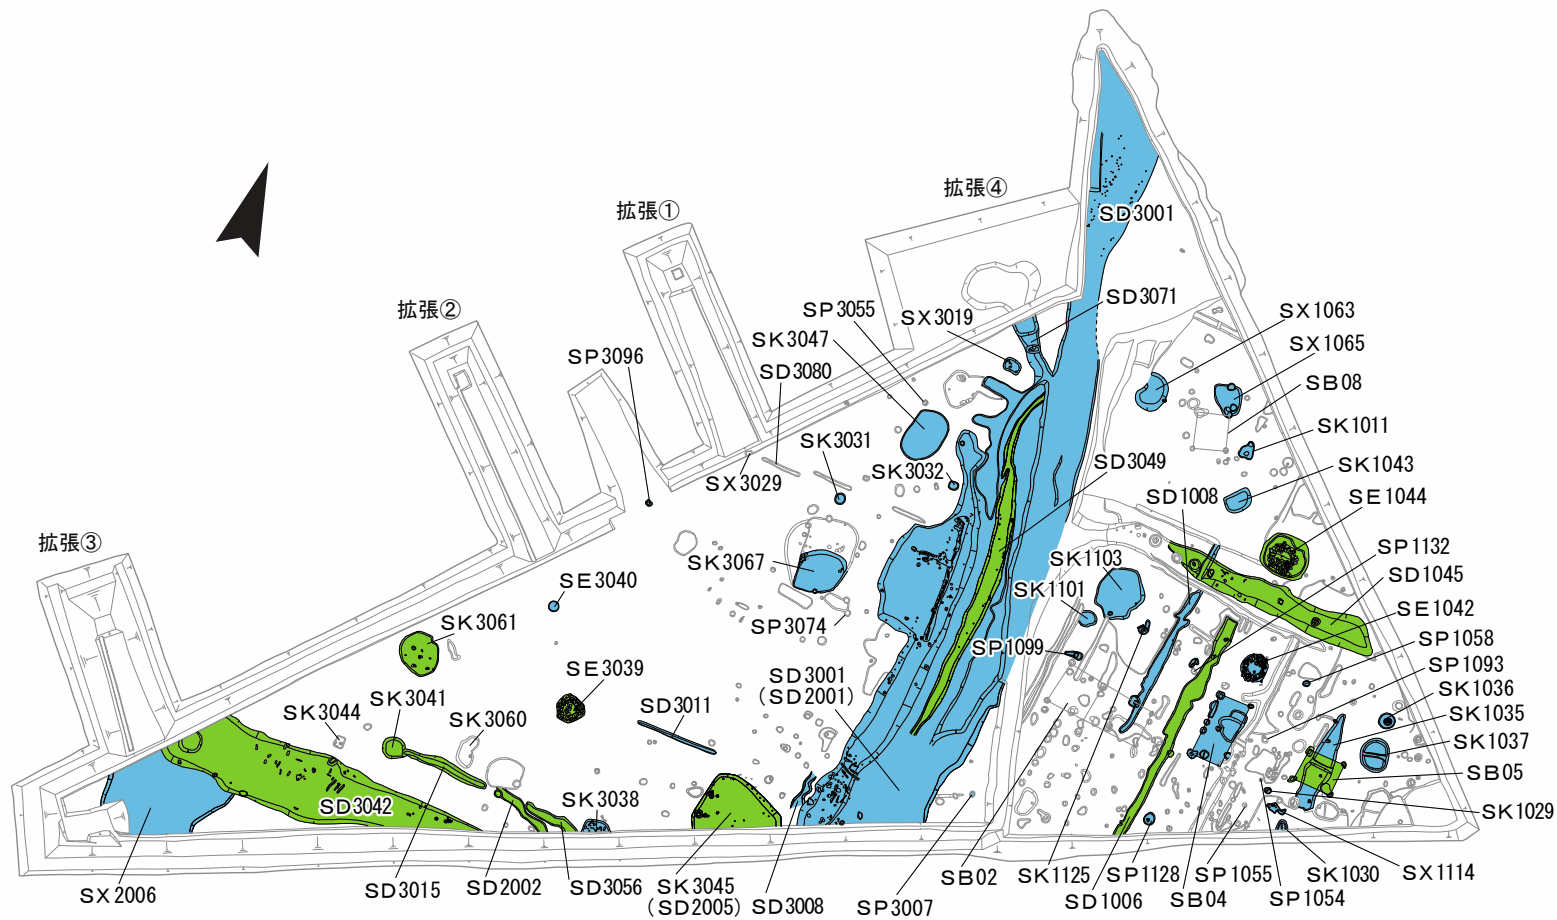 拡張④
拡張①
SD3001
拡張②
SD3071
SP3055
SX3019
SX1063
SK3047
SX1065
SP3096
SD3080
SB08
SK1011
SK3031
SK3032
SD3049
SX3029
SK1043
SD1008
SE1044
拡張③
SP1132
SK3067
SK1103
SD1045
SE3040
SK1101
SE1042
SK3061
SP3074
SP1058
SP1099
SP1093
SE3039
SD3001
(SD2001)
SK1036
SK3041
SD3011
SK3044
SK3060
SK1035
SK1037
SB05
SD3042
SK3038
SK1029
SX2006
SD3015
SD2002
SD3056
SK3045
(SD2005)
SD3008
SP3007
SB02
SK1125
SD1006
SP1128
SB04
SP1055
SP1054
SK1030
SX1114